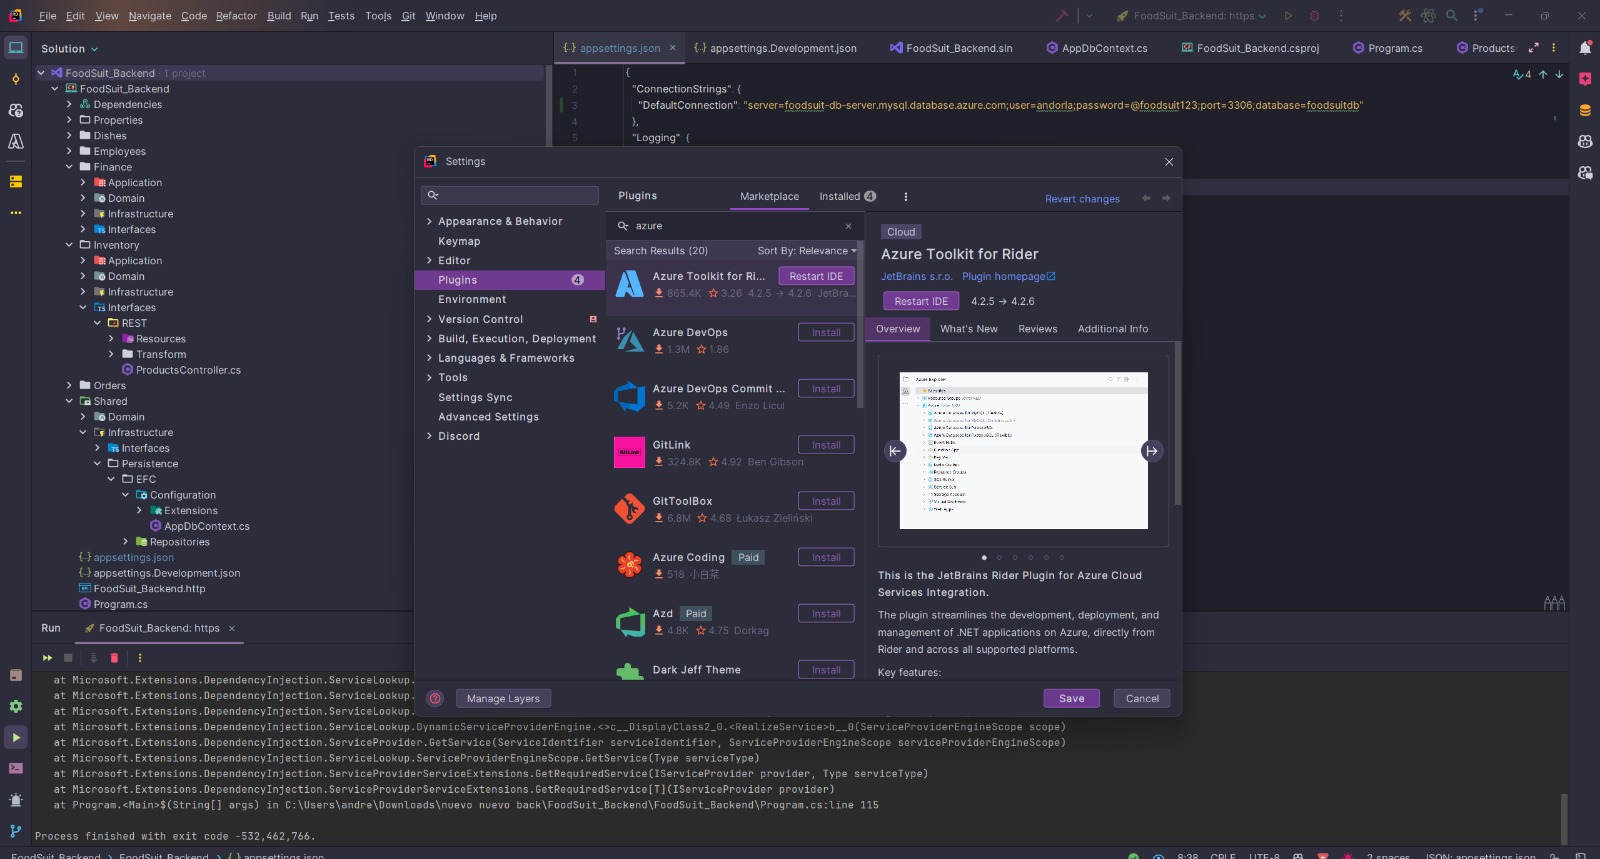 File Edit View Navigate Code Refactor Build Run Tests Tools Git Window Help
FoodSuit_Backend: https
Solution
appsettings.json
appsettings.Development.json
FoodSuit_Backend.sln
AppDbContext.cs
FoodSuit_Backend.csproj
Program.cs
Products
FoodSuit_Backend · 1 project
FoodSuit_Backend
Dependencies
Properties
Dishes
Employees
Finance
Application
Domain
Infrastructure
Interfaces
Inventory
Application
Domain
Infrastructure
Interfaces
REST
Resources
Transform
ProductsController.cs
Orders
Shared
Domain
Infrastructure
Interfaces
Persistence
EFC
Configuration
Extensions
AppDbContext.cs
Repositories
appsettings.json
appsettings.Development.json
FoodSuit_Backend.http
Program.cs
1 {
2 "ConnectionStrings": {
3 "DefaultConnection": "server=foodsuit-db-server.mysql.database.azure.com;user=andorla;password=@foodsuit123;port=3306;database=foodsuitdb"
4 },
5 "Logging": {
4
Settings
Appearance & Behavior
Keymap
Editor
Plugins 4
Environment
Version Control
Build, Execution, Deployment
Languages & Frameworks
Tools
Settings Sync
Advanced Settings
Discord
Plugins
Marketplace
Installed 4
Revert changes
azure
Search Results (20) Sort By: Relevance
Azure Toolkit for Ri... Restart IDE
865.4K 3.26 4.2.5 → 4.2.6 JetBra...
Azure DevOps Install
1.3M 1.86
Azure DevOps Commit ... Install
5.2K 4.49 Enzo Licul
GitLink Install
324.8K 4.92 Ben Gibson
GitToolBox Install
6.8M 4.68 Łukasz Zieliński
Azure Coding Paid Install
518 小白菜
Azd Paid Install
4.8K 4.75 Dorkag
Dark Jeff Theme Install
Cloud
Azure Toolkit for Rider
JetBrains s.r.o. Plugin homepage
Restart IDE 4.2.5 → 4.2.6
Overview What's New Reviews Additional Info
Azure Explorer
This is the JetBrains Rider Plugin for Azure Cloud
Services Integration.
The plugin streamlines the development, deployment, and
management of .NET applications on Azure, directly from
Rider and across all supported platforms.
Key features:
? Manage Layers Save Cancel
Run FoodSuit_Backend: https
at Microsoft.Extensions.DependencyInjection.ServiceLookup.
at Microsoft.Extensions.DependencyInjection.ServiceLookup.
at Microsoft.Extensions.DependencyInjection.ServiceLookup.
at Microsoft.Extensions.DependencyInjection.ServiceLookup.DynamicServiceProviderEngine.<>c__DisplayClass2_0.<RealizeService>b__0(ServiceProviderEngineScope scope)
at Microsoft.Extensions.DependencyInjection.ServiceProvider.GetService(ServiceIdentifier serviceIdentifier, ServiceProviderEngineScope serviceProviderEngineScope)
at Microsoft.Extensions.DependencyInjection.ServiceLookup.ServiceProviderEngineScope.GetService(Type serviceType)
at Microsoft.Extensions.DependencyInjection.ServiceProviderServiceExtensions.GetRequiredService(IServiceProvider provider, Type serviceType)
at Microsoft.Extensions.DependencyInjection.ServiceProviderServiceExtensions.GetRequiredService[T](IServiceProvider provider)
at Program.<Main>$(String[] args) in C:\Users\andre\Downloads\nuevo nuevo back\FoodSuit_Backend\FoodSuit_Backend\Program.cs:line 115
Process finished with exit code -532,462,766.
FoodSuit_Backend > FoodSuit_Backend > appsettings.json
8:38 CRLF UTF-8 2 spaces JSON: appsettings.json